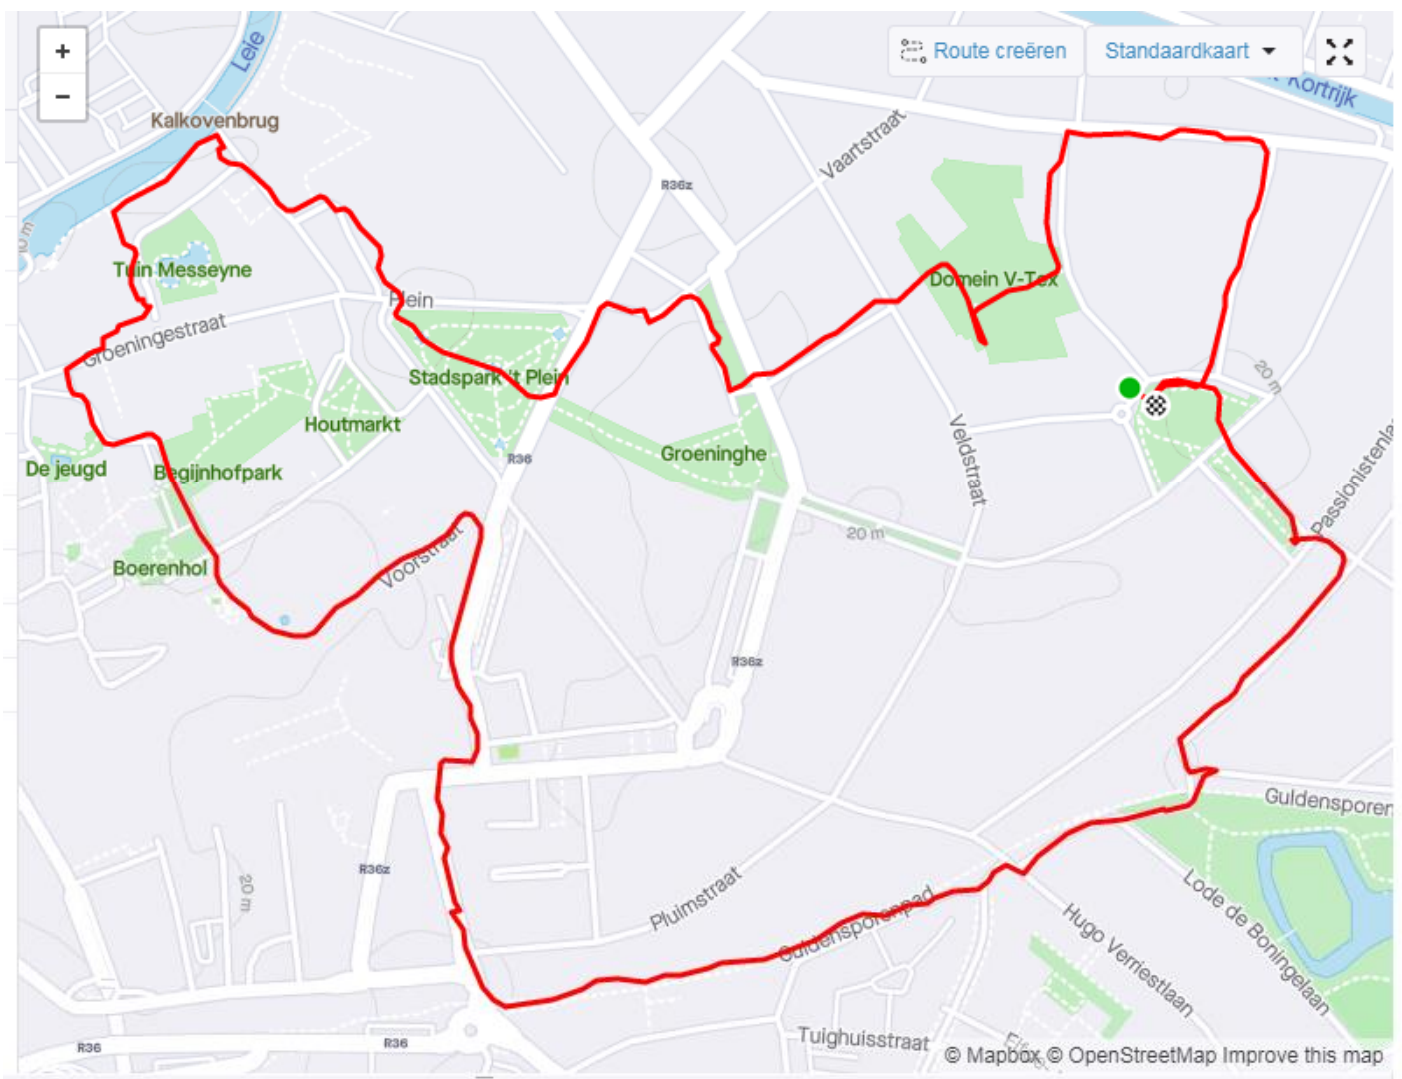 +
−
Leie
Route creëren
Standaardkaart
Kortrijk
Kalkovenbrug
Vaartstraat
R36z
10 m
Tuin Messeyne
Domein V-Tex
Plein
Groeningestraat
Stadspark 't Plein
20 m
Houtmarkt
Groeninghe
Veldstraat
De jeugd
Begijnhofpark
R36
Passionistenla
20 m
Voorstraat
Boerenhol
R36z
Guldensporen
R36z
20 m
Pluimstraat
Guldensporenpad
Lode de Boningelaan
Hugo Verriestlaan
Tuighuisstraat
R36
R36
© Mapbox © OpenStreetMap Improve this map